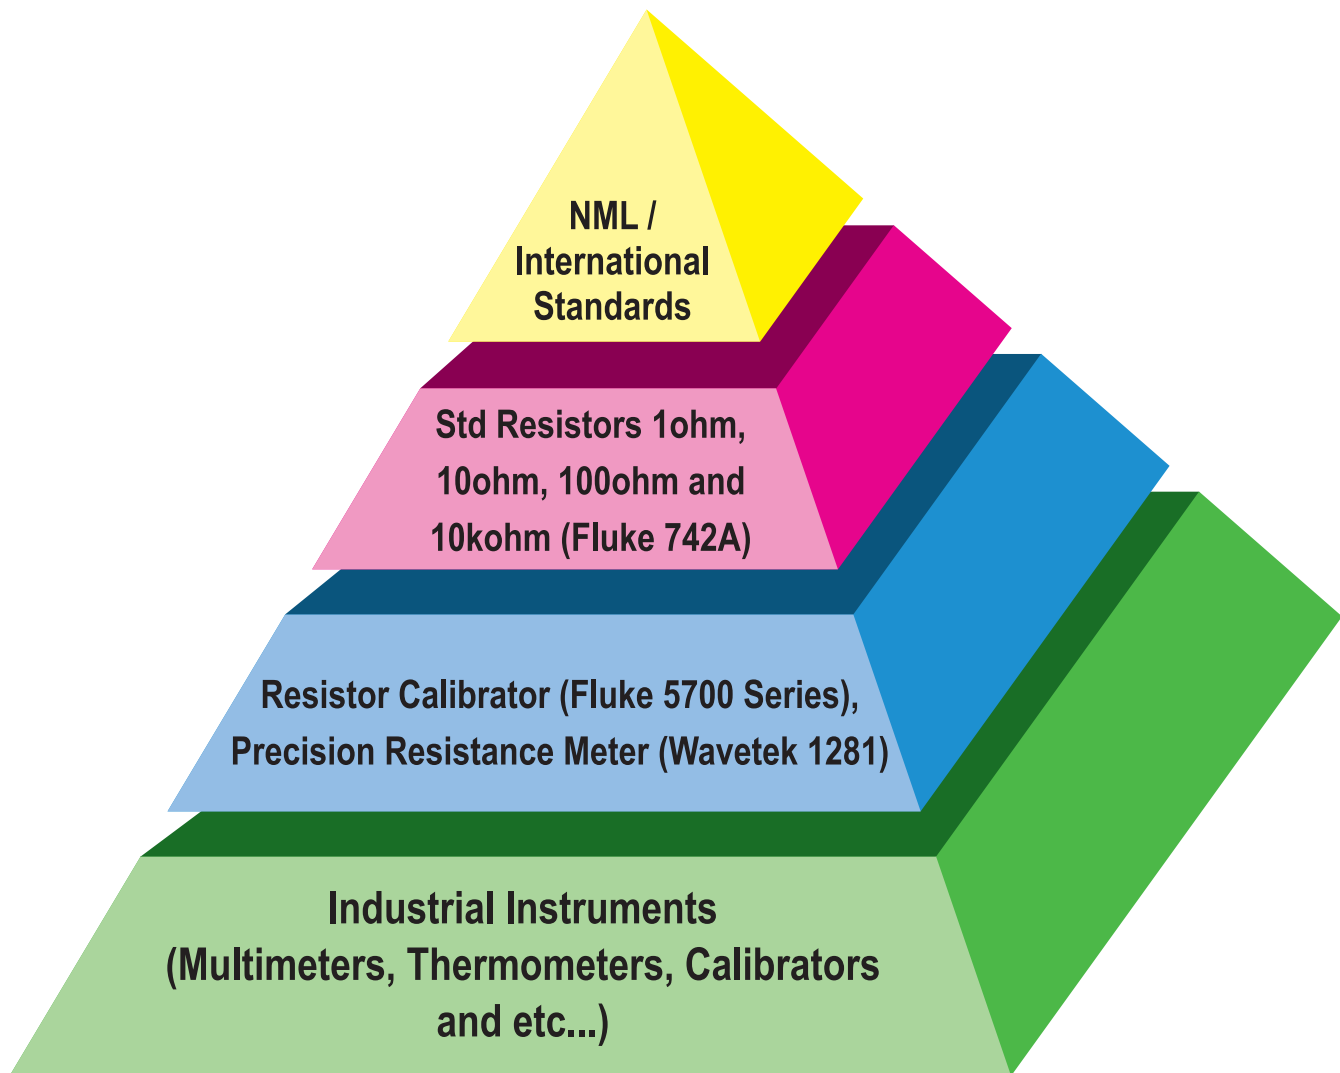 NML /
International
Standards
Std Resistors 1ohm,
10ohm, 100ohm and
10kohm (Fluke 742A)
Resistor Calibrator (Fluke 5700 Series),
Precision Resistance Meter (Wavetek 1281)
Industrial Instruments
(Multimeters, Thermometers, Calibrators
and etc...)